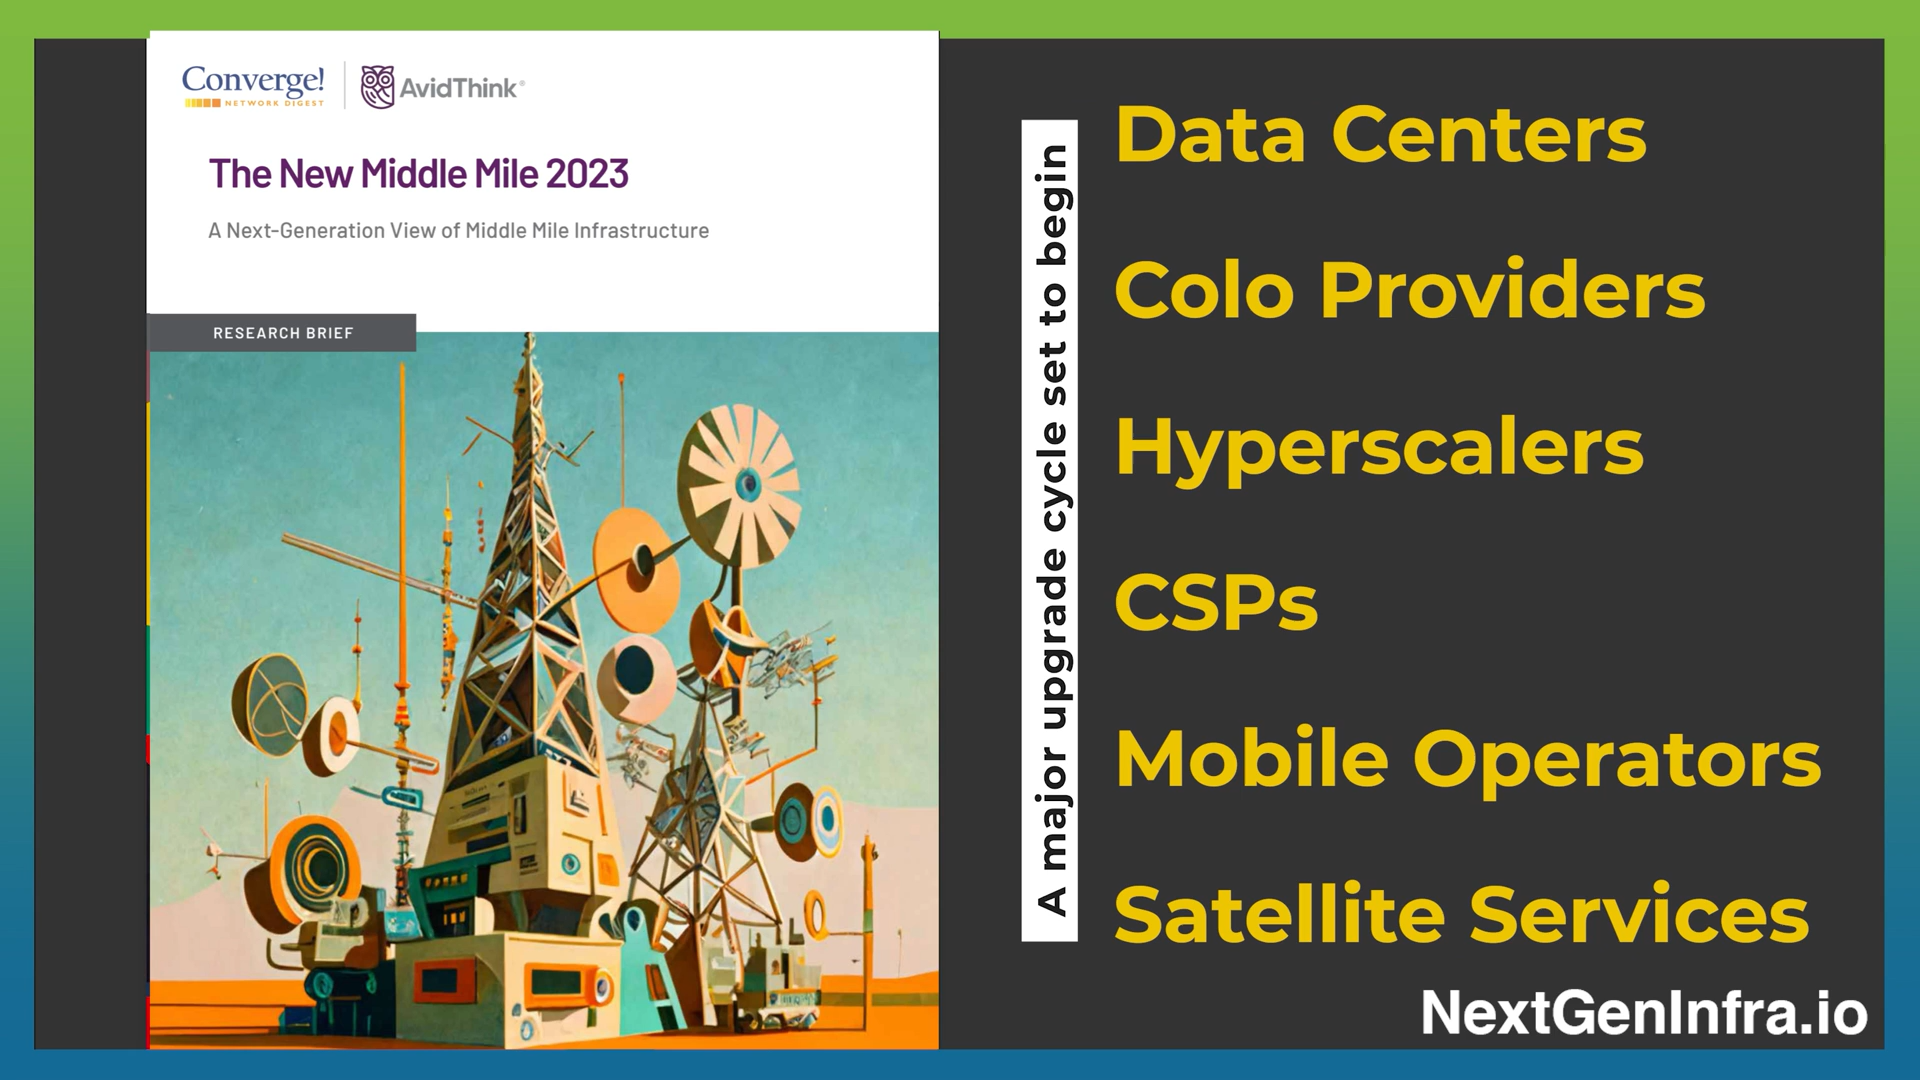 Converge!
NETWORK DIGEST
AvidThink®
The New Middle Mile 2023
A Next-Generation View of Middle Mile Infrastructure
RESEARCH BRIEF
A major upgrade cycle set to begin
Data Centers
Colo Providers
Hyperscalers
CSPs
Mobile Operators
Satellite Services
NextGenInfra.io